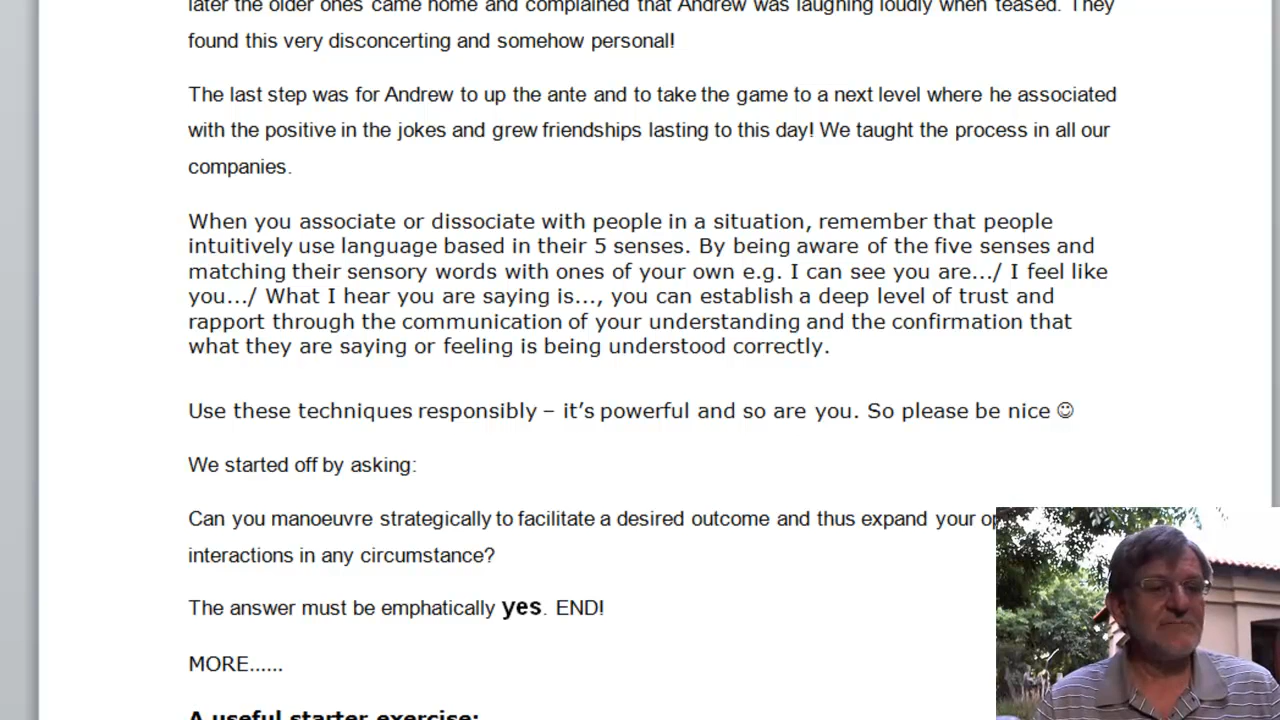 later the older ones came home and complained that Andrew was laughing loudly when teased. They
found this very disconcerting and somehow personal!
The last step was for Andrew to up the ante and to take the game to a next level where he associated
with the positive in the jokes and grew friendships lasting to this day! We taught the process in all our
companies.
When you associate or dissociate with people in a situation, remember that people
intuitively use language based in their 5 senses. By being aware of the five senses and
matching their sensory words with ones of your own e.g. I can see you are.../ I feel like
you.../ What I hear you are saying is..., you can establish a deep level of trust and
rapport through the communication of your understanding and the confirmation that
what they are saying or feeling is being understood correctly.
Use these techniques responsibly – it’s powerful and so are you. So please be nice ☺
We started off by asking:
Can you manoeuvre strategically to facilitate a desired outcome and thus expand your
interactions in any circumstance?
The answer must be emphatically yes. END!
MORE......
A useful starter exercise: